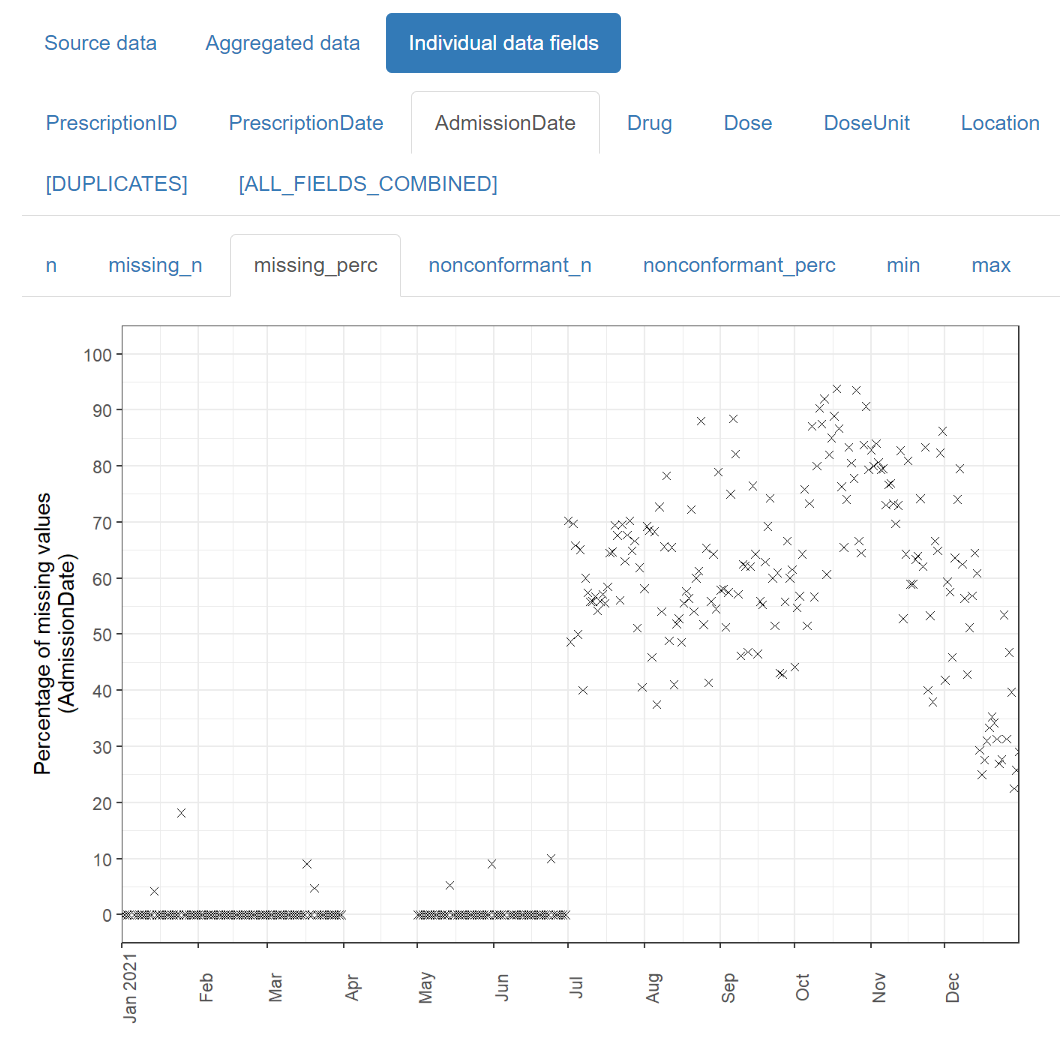 Source data Aggregated data Individual data fields
PrescriptionID PrescriptionDate AdmissionDate Drug Dose DoseUnit Location
[DUPLICATES] [ALL_FIELDS_COMBINED]
n missing_n missing_perc nonconformant_n nonconformant_perc min max
100
90
80
70
60
50
40
30
20
10
0
Percentage of missing values
(AdmissionDate)
Jan 2021
Feb
Mar
Apr
May
Jun
Jul
Aug
Sep
Oct
Nov
Dec